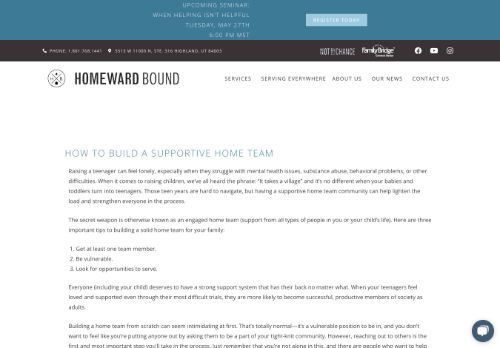 UPCOMING SEMINAR:
WHEN HELPING ISN'T HELPFUL
TUESDAY, MAY 27TH
6:00 PM MST
REGISTER TODAY
PHONE: 1.801.768.1441
5513 W 11000 N, STE. 316 HIGHLAND, UT 84003
NOT BY CHANCE
FamilyBridge
HOMEWARD BOUND
SERVICES
SERVING EVERYWHERE
ABOUT US
OUR NEWS
CONTACT US
HOW TO BUILD A SUPPORTIVE HOME TEAM
Raising a teenager can feel lonely, especially when they struggle with mental health issues, substance abuse, behavioral problems, or other
difficulties. When it comes to raising children, we've all heard the phrase: "It takes a village" and it's no different when your babies and
toddlers turn into teenagers. Those teen years are hard to navigate, but having a supportive home team community can help lighten the
load and strengthen everyone in the process.
The secret weapon is otherwise known as an engaged home team (support from all types of people in you or your child's life). Here are three
important tips to building a solid home team for your family:
1. Get at least one team member.
2. Be vulnerable.
3. Look for opportunities to serve.
Everyone (including your child) deserves to have a strong support system that has their back no matter what. When your teenagers feel
loved and supported even through their most difficult trials, they are more likely to become successful, productive members of society as
adults.
Building a home team from scratch can seem intimidating at first. That's totally normal—it's a vulnerable position to be in, and you don't
want to feel like you're putting anyone out by asking them to be a part of your tight-knit community. However, reaching out to others is the
first and most important step you'll take in the process. Just remember that you're not alone in this, and there are people who want to help